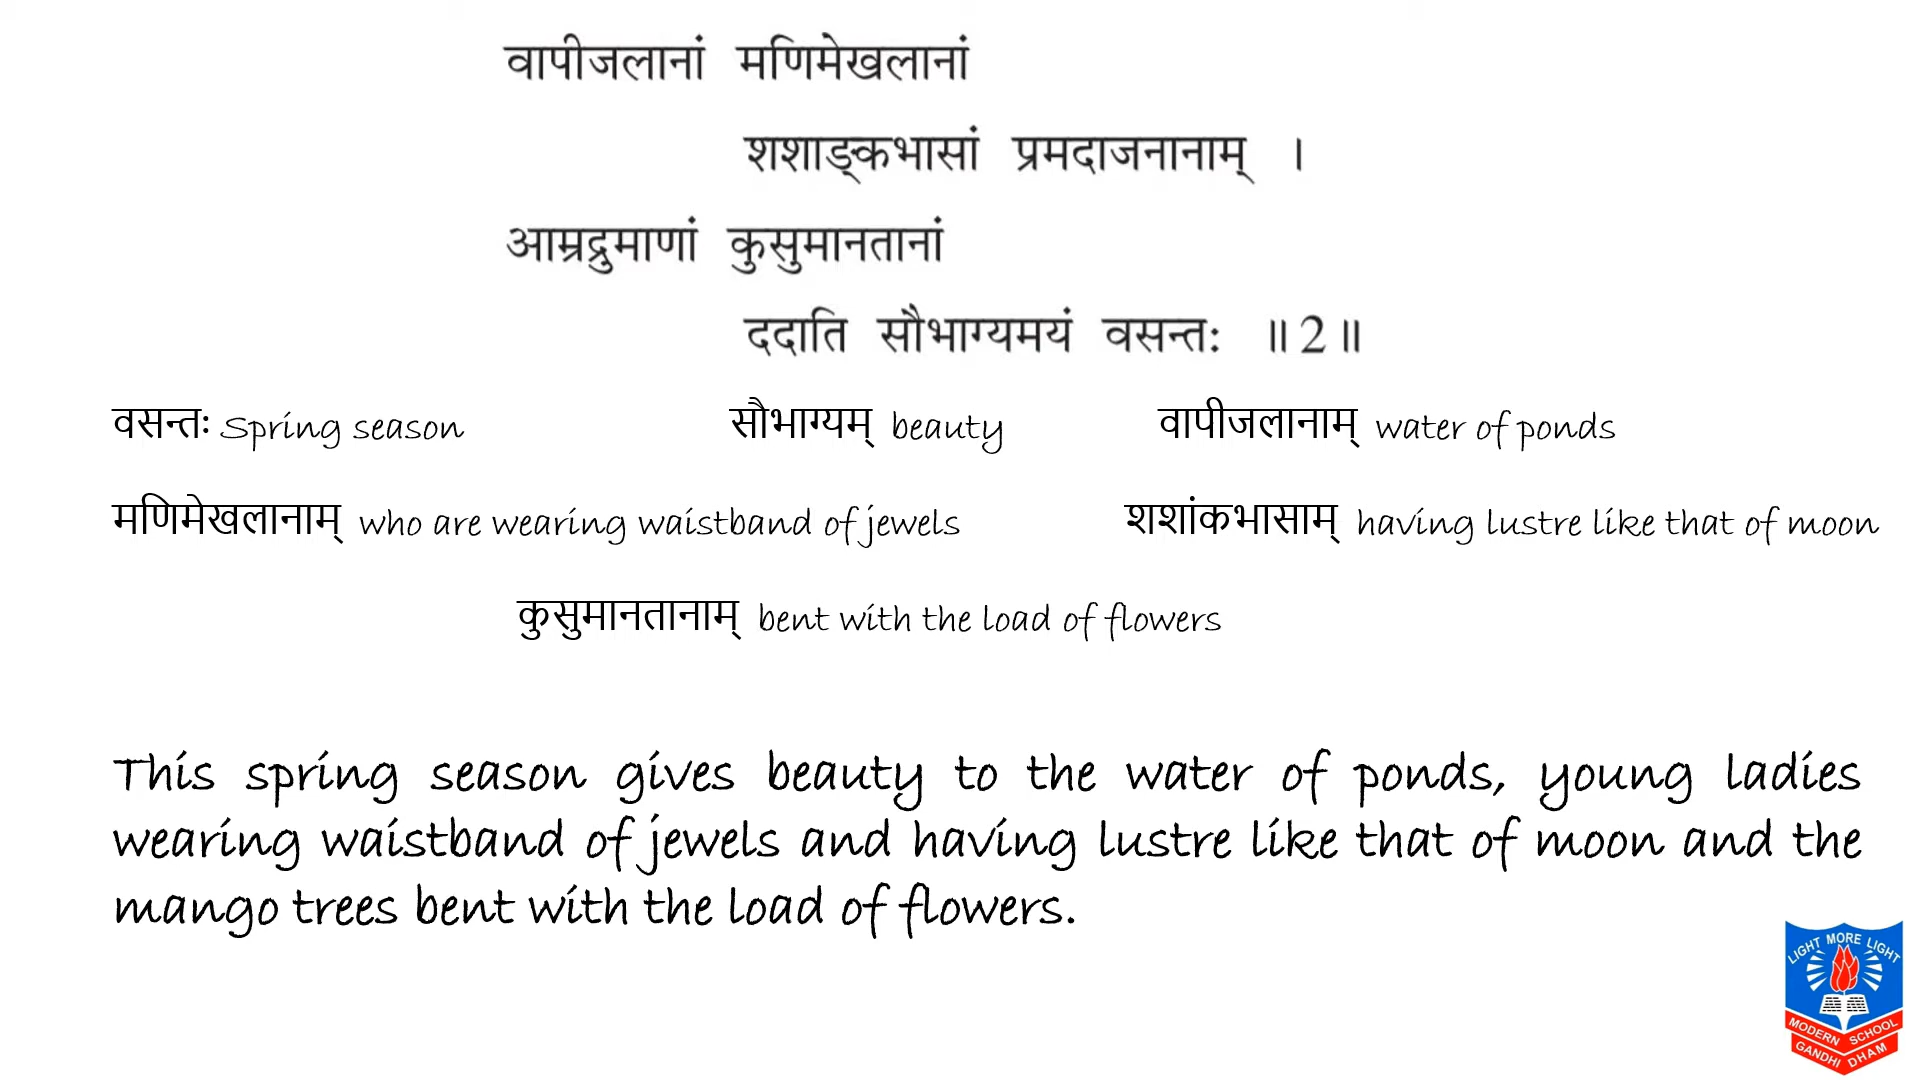 वापीजलानां मणिमेखलानां
शशाङ्कभासां प्रमदाजनानाम् ।
आम्रद्रुमाणां कुसुमानतानां
ददाति सौभाग्यमयं वसन्तः ॥2॥
वसन्तः Spring season सौभाग्यम् beauty वापीजलानाम् water of ponds
मणिमेखलानाम् who are wearing waistband of jewels शशांकभासाम् having lustre like that of moon
कुसुमानतानाम् bent with the load of flowers
This spring season gives beauty to the water of ponds, young ladies
wearing waistband of jewels and having lustre like that of moon and the
mango trees bent with the load of flowers.
LIGHT MORE LIGHT
MODERN SCHOOL
GANDHI DHAM